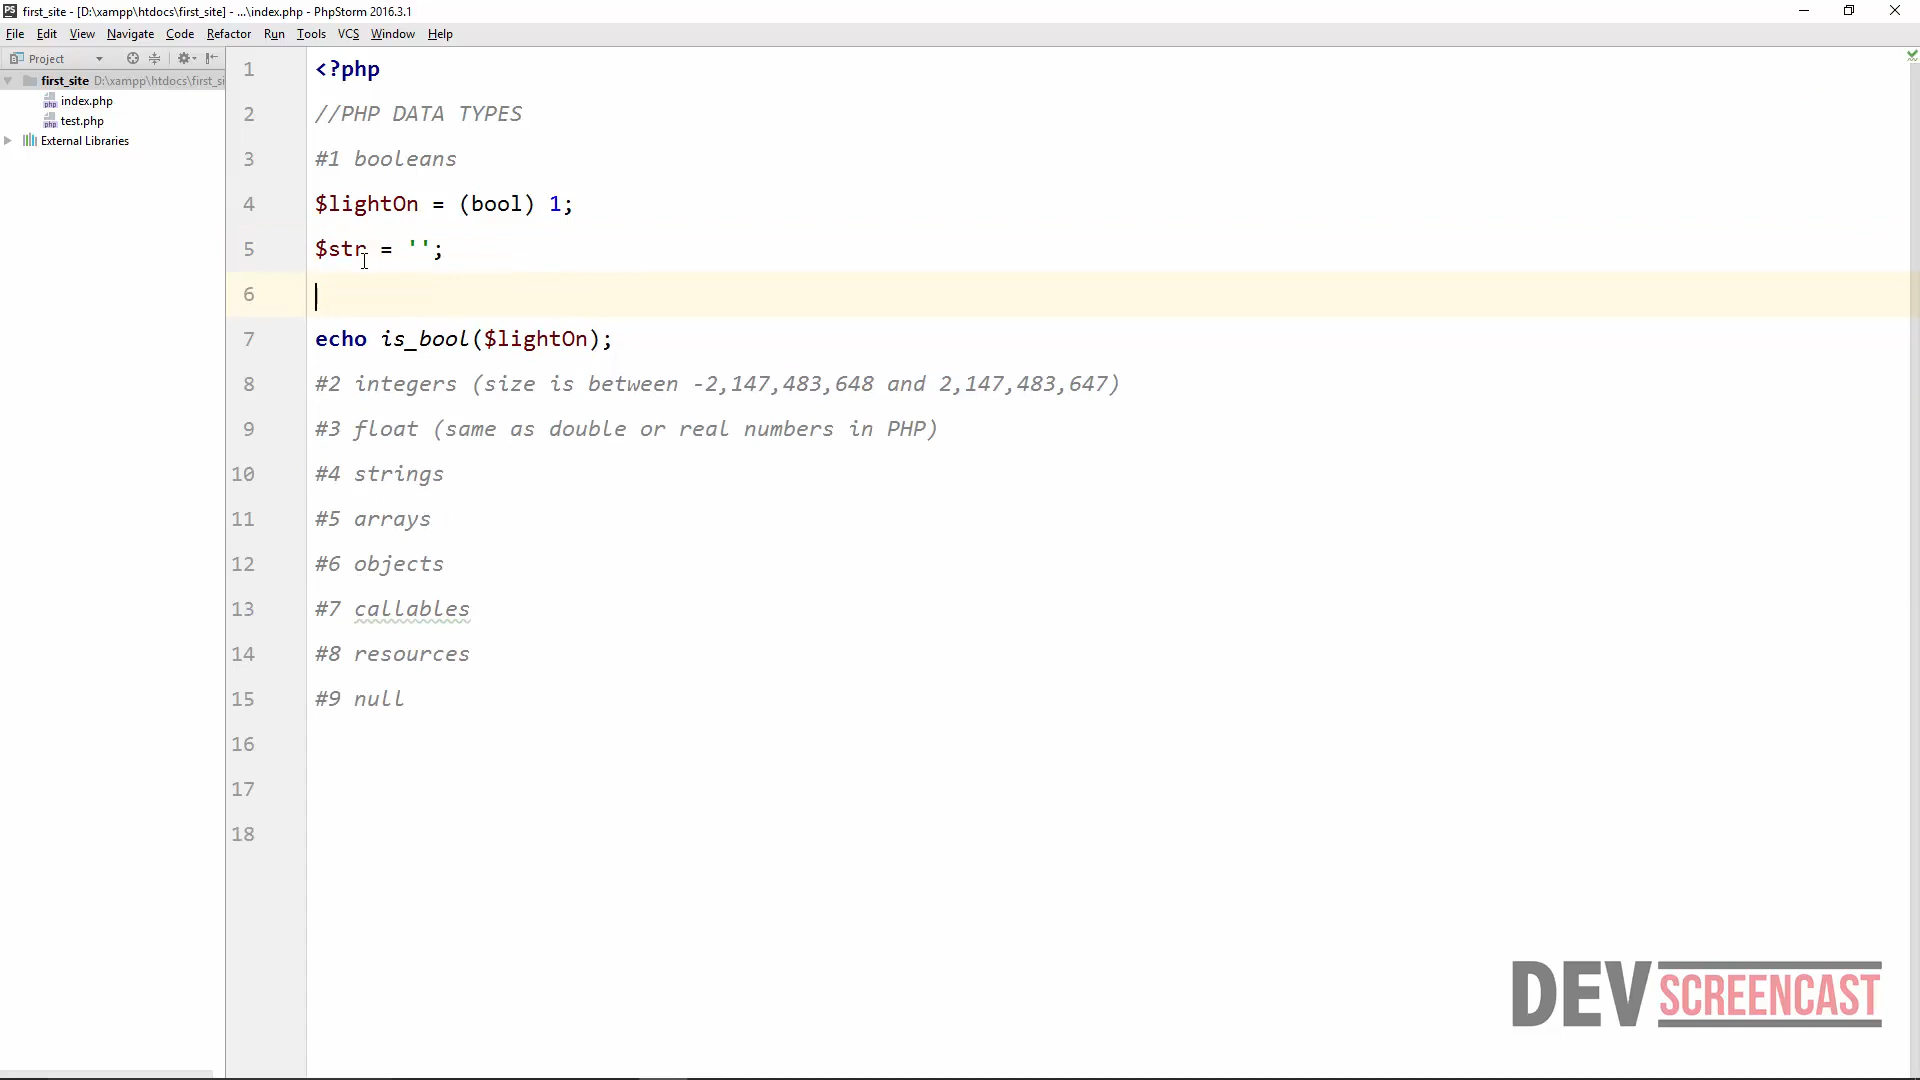 PS first_site - [D:\xampp\htdocs\first_site] - ...\index.php - PhpStorm 2016.3.1
File Edit View Navigate Code Refactor Run Tools VCS Window Help
Project
first_site D:\xampp\htdocs\first_si
index.php
test.php
External Libraries
1 <?php
2 //PHP DATA TYPES
3 #1 booleans
4 $lightOn = (bool) 1;
5 $str = '';
6
7 echo is_bool($lightOn);
8 #2 integers (size is between -2,147,483,648 and 2,147,483,647)
9 #3 float (same as double or real numbers in PHP)
10 #4 strings
11 #5 arrays
12 #6 objects
13 #7 callables
14 #8 resources
15 #9 null
16
17
18
DEV SCREENCAST